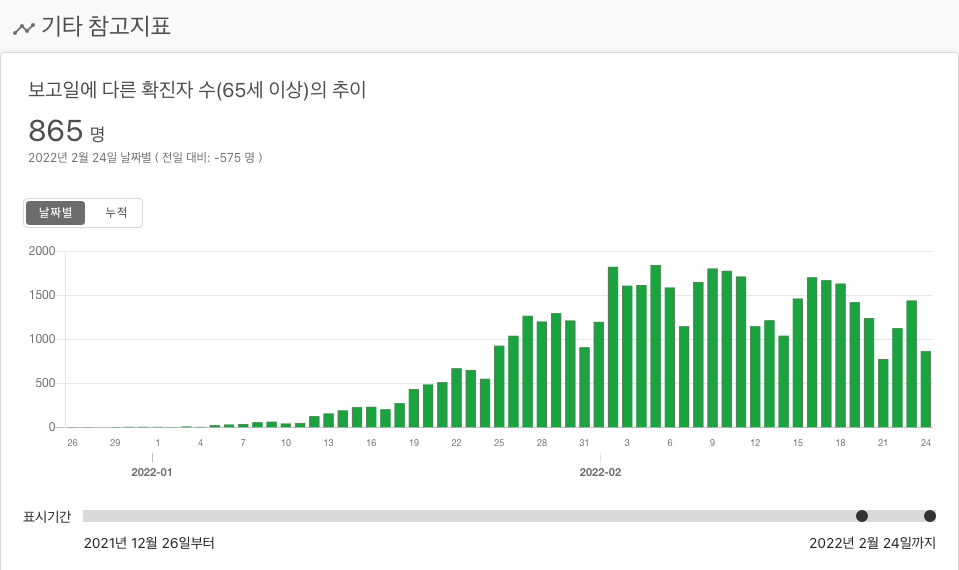 기타 참고지표
보고일에 다른 확진자 수(65세 이상)의 추이
865 명
2022년 2월 24일 날짜별 ( 전일 대비: -575 명 )
날짜별 누적
2000
1500
1000
500
0
26 29 1 4 7 10 13 16 19 22 25 28 31 3 6 9 12 15 18 21 24
2022-01 2022-02
표시기간
2021년 12월 26일부터 2022년 2월 24일까지